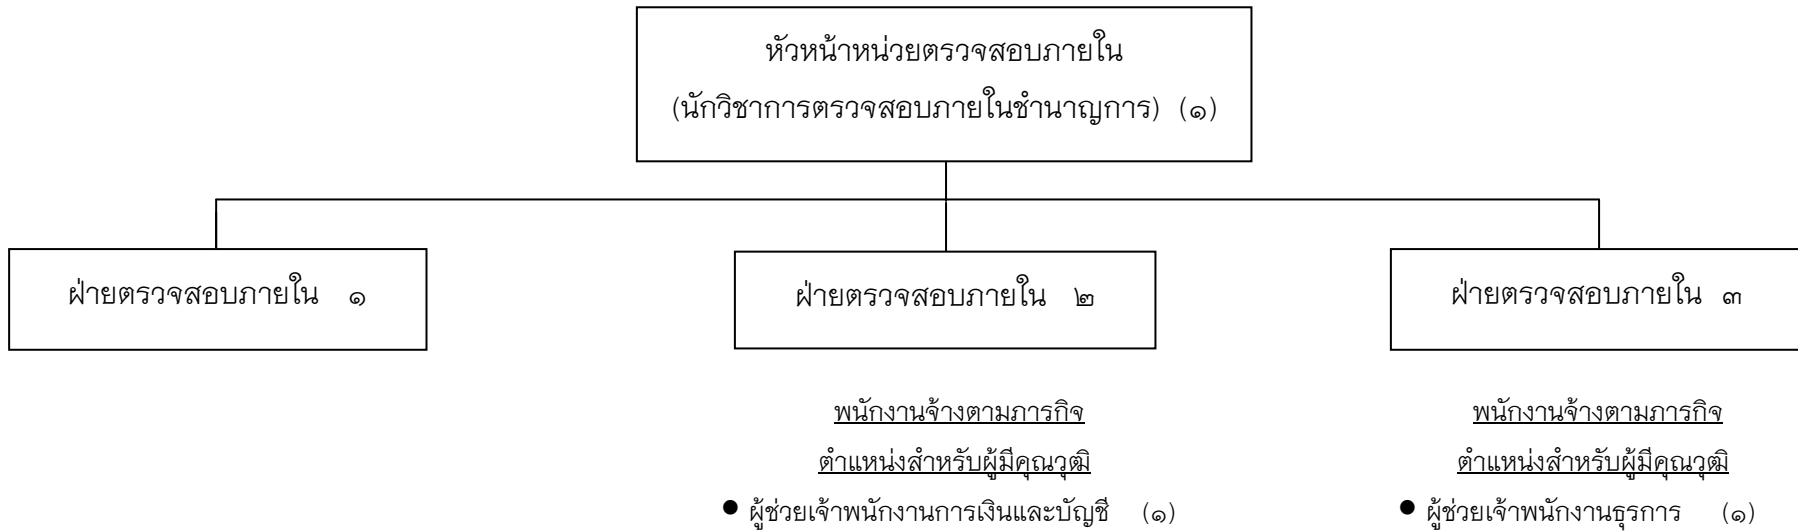 หัวหน้าหน่วยตรวจสอบภายใน
(นักวิชาการตรวจสอบภายในชำนาญการ) (๑)
ฝ่ายตรวจสอบภายใน ๑
ฝ่ายตรวจสอบภายใน ๒
พนักงานจ้างตามภารกิจ
ตำแหน่งสำหรับผู้มีคุณวุฒิ
● ผู้ช่วยเจ้าพนักงานการเงินและบัญชี (๑)
ฝ่ายตรวจสอบภายใน ๓
พนักงานจ้างตามภารกิจ
ตำแหน่งสำหรับผู้มีคุณวุฒิ
● ผู้ช่วยเจ้าพนักงานธุรการ (๑)